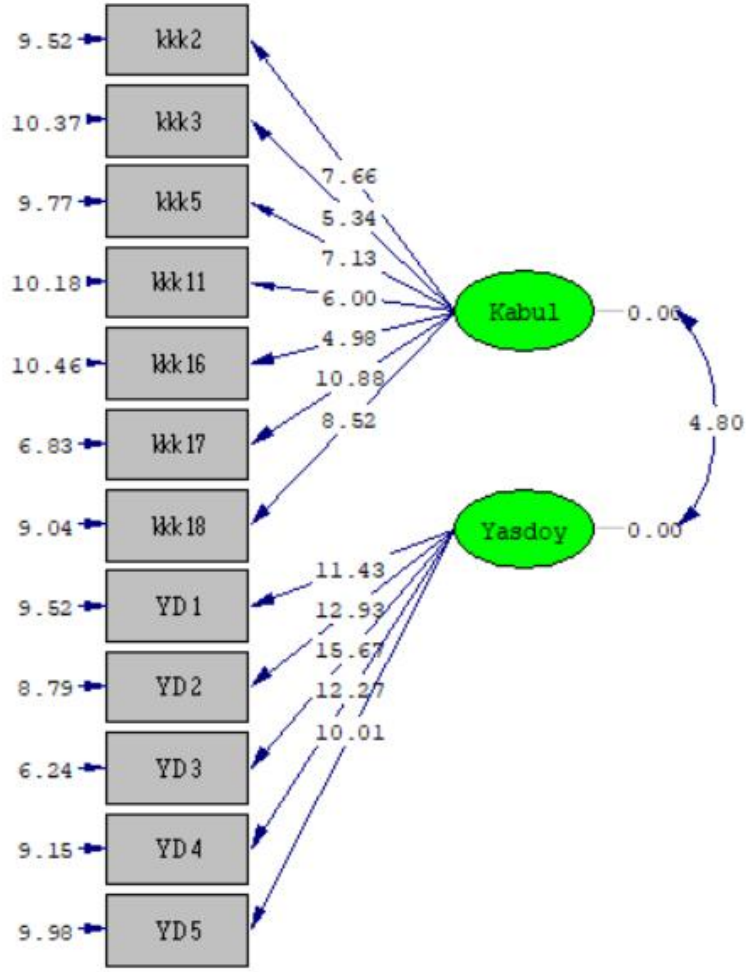 9.52 kkk2
10.37 kkk3
9.77 kkk5
10.18 kkk11
10.46 kkk16
6.83 kkk17
9.04 kkk18
9.52 YD1
8.79 YD2
6.24 YD3
9.15 YD4
9.98 YD5
7.66
5.34
7.13
6.00
4.98
10.88
8.52
11.43
12.93
15.67
12.27
10.01
Kabul 0.00
Yasdoy 0.00
4.80